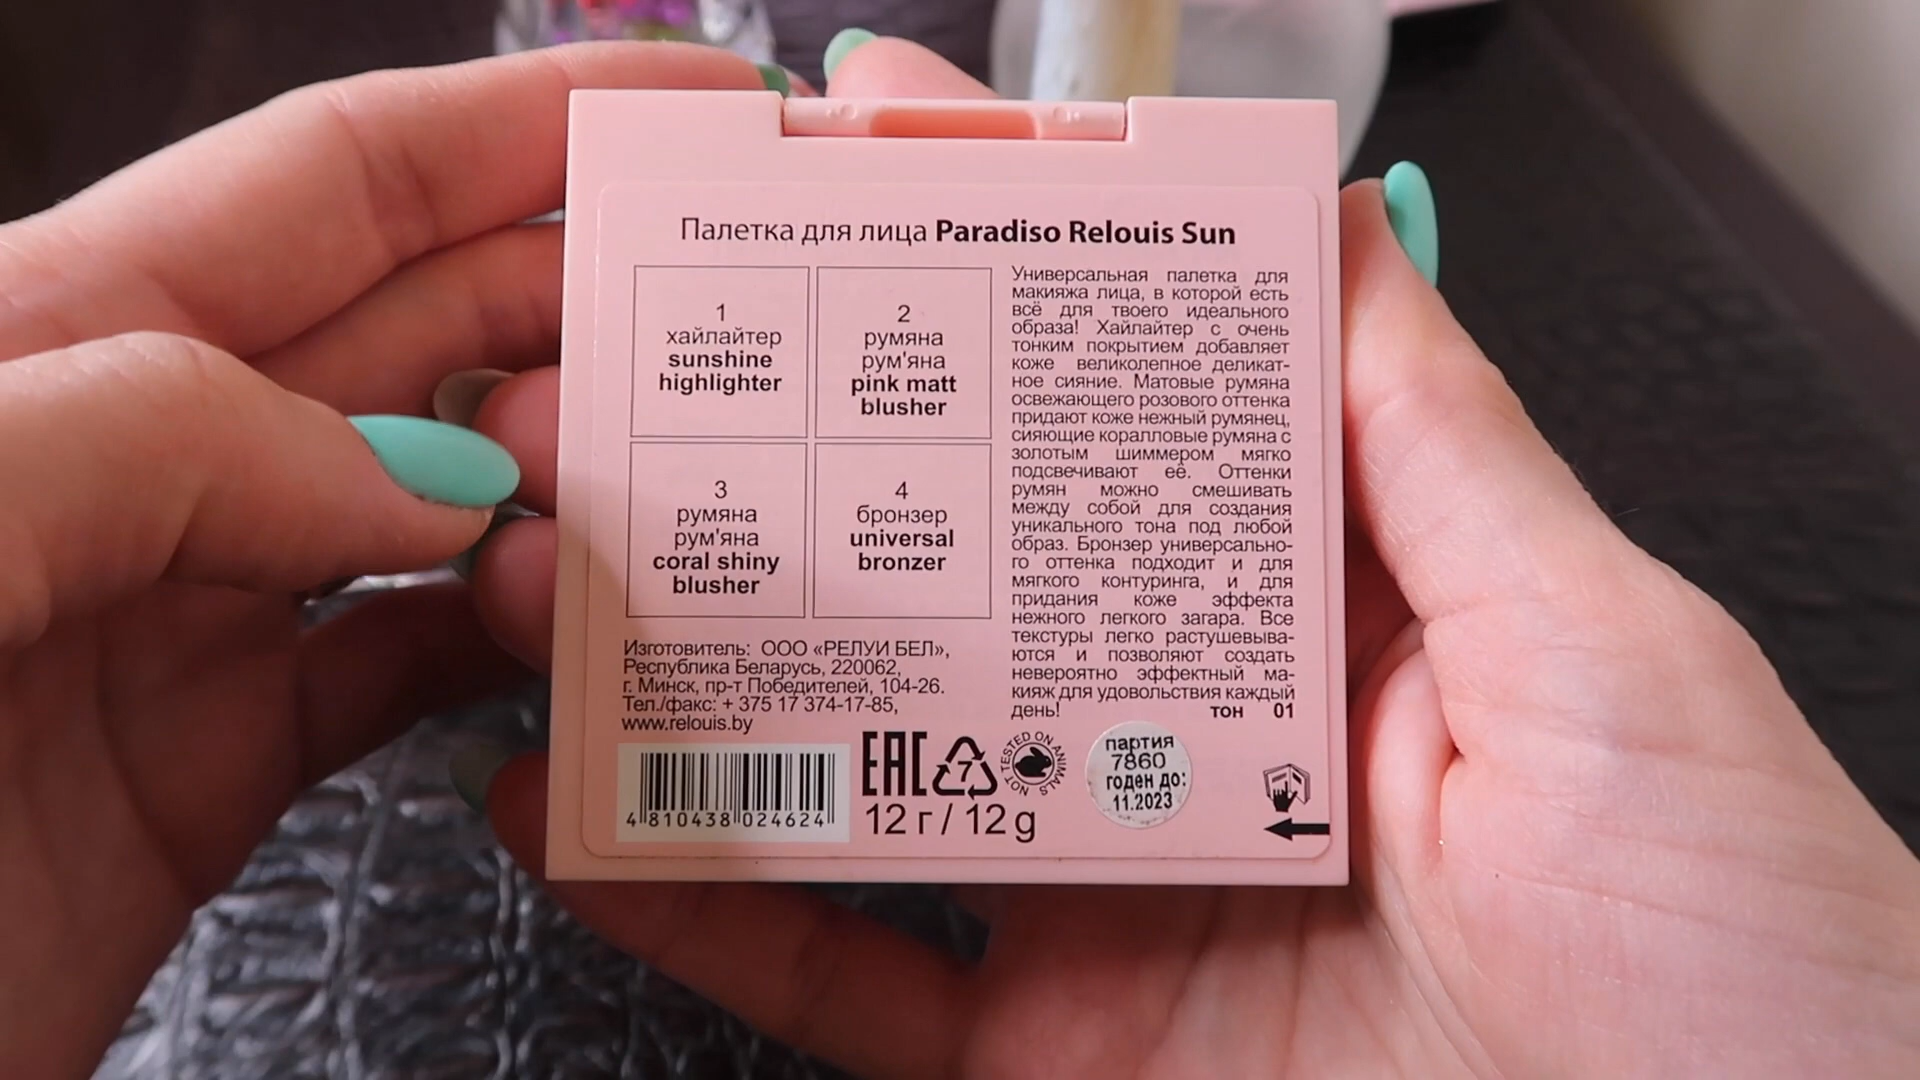 Палетка для лица Paradiso Relouis Sun
1
хайлайтер
sunshine
highlighter
2
румяна
рум'яна
pink matt
blusher
3
румяна
рум'яна
coral shiny
blusher
4
бронзер
universal
bronzer
Универсальная палетка для
макияжа лица, в которой есть
всё для твоего идеального
образа! Хайлайтер с очень
тонким покрытием добавляет
коже великолепное деликат-
ное сияние. Матовые румяна
освежающего розового оттенка
придают коже нежный румянец,
сияющие коралловые румяна с
золотым шиммером мягко
подсвечивают её. Оттенки
румян можно смешивать
между собой для создания
уникального тона под любой
образ. Бронзер универсально-
го оттенка подходит и для
мягкого контуринга, и для
придания коже эффекта
нежного легкого загара. Все
текстуры легко растушевыва-
ются и позволяют создать
невероятно эффектный ма-
кияж для удовольствия каждый
день! тон 01
Изготовитель: ООО «РЕЛУИ БЕЛ»,
Республика Беларусь, 220062,
г. Минск, пр-т Победителей, 104-26.
Тел./факс: + 375 17 374-17-85,
www.relouis.by
4 810438 024624
EAC
7
NOT TESTED ON ANIMALS
12 г / 12 g
партия
7860
годен до:
11.2023